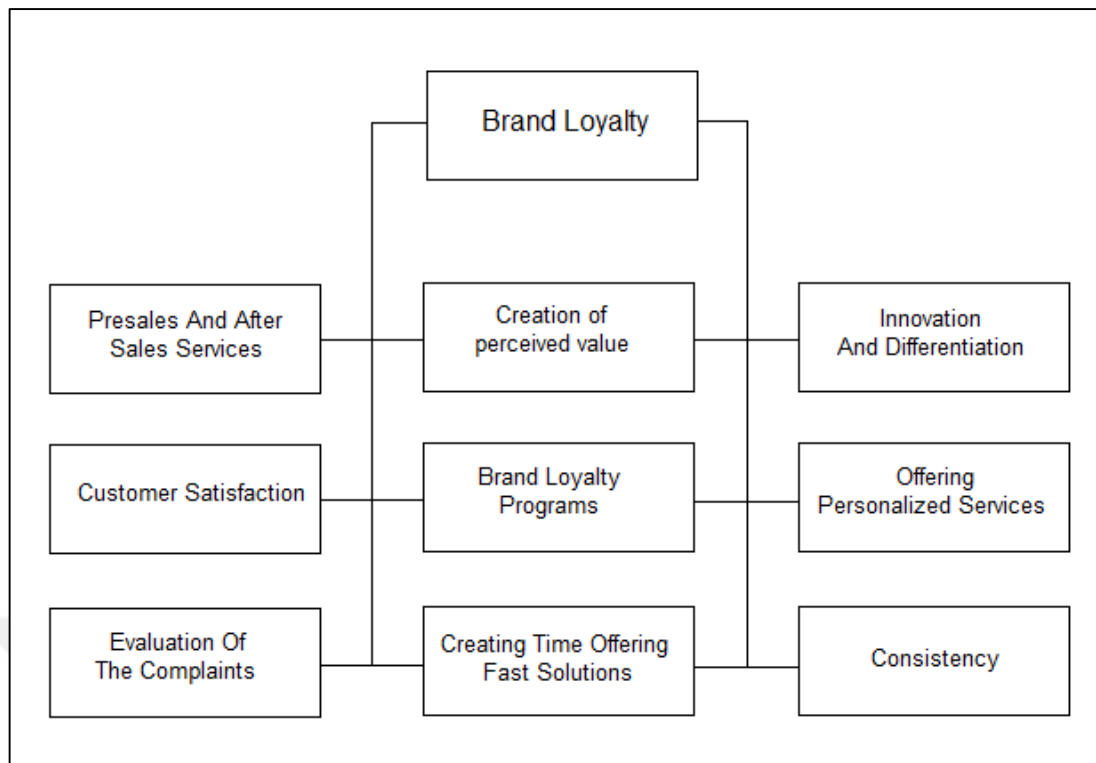 Brand Loyalty
Presales And After
Sales Services
Creation of
perceived value
Innovation
And Differentiation
Customer Satisfaction
Brand Loyalty
Programs
Offering
Personalized Services
Evaluation Of
The Complaints
Creating Time Offering
Fast Solutions
Consistency